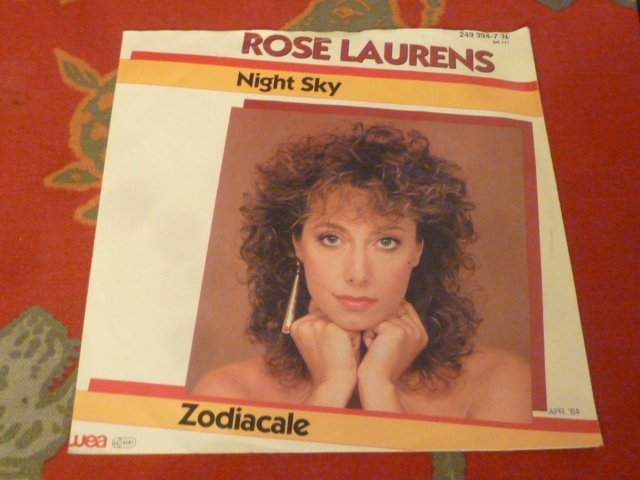 249 394-7 N
ROSE LAURENS
Night Sky
APR. '84
Zodiacale
wea